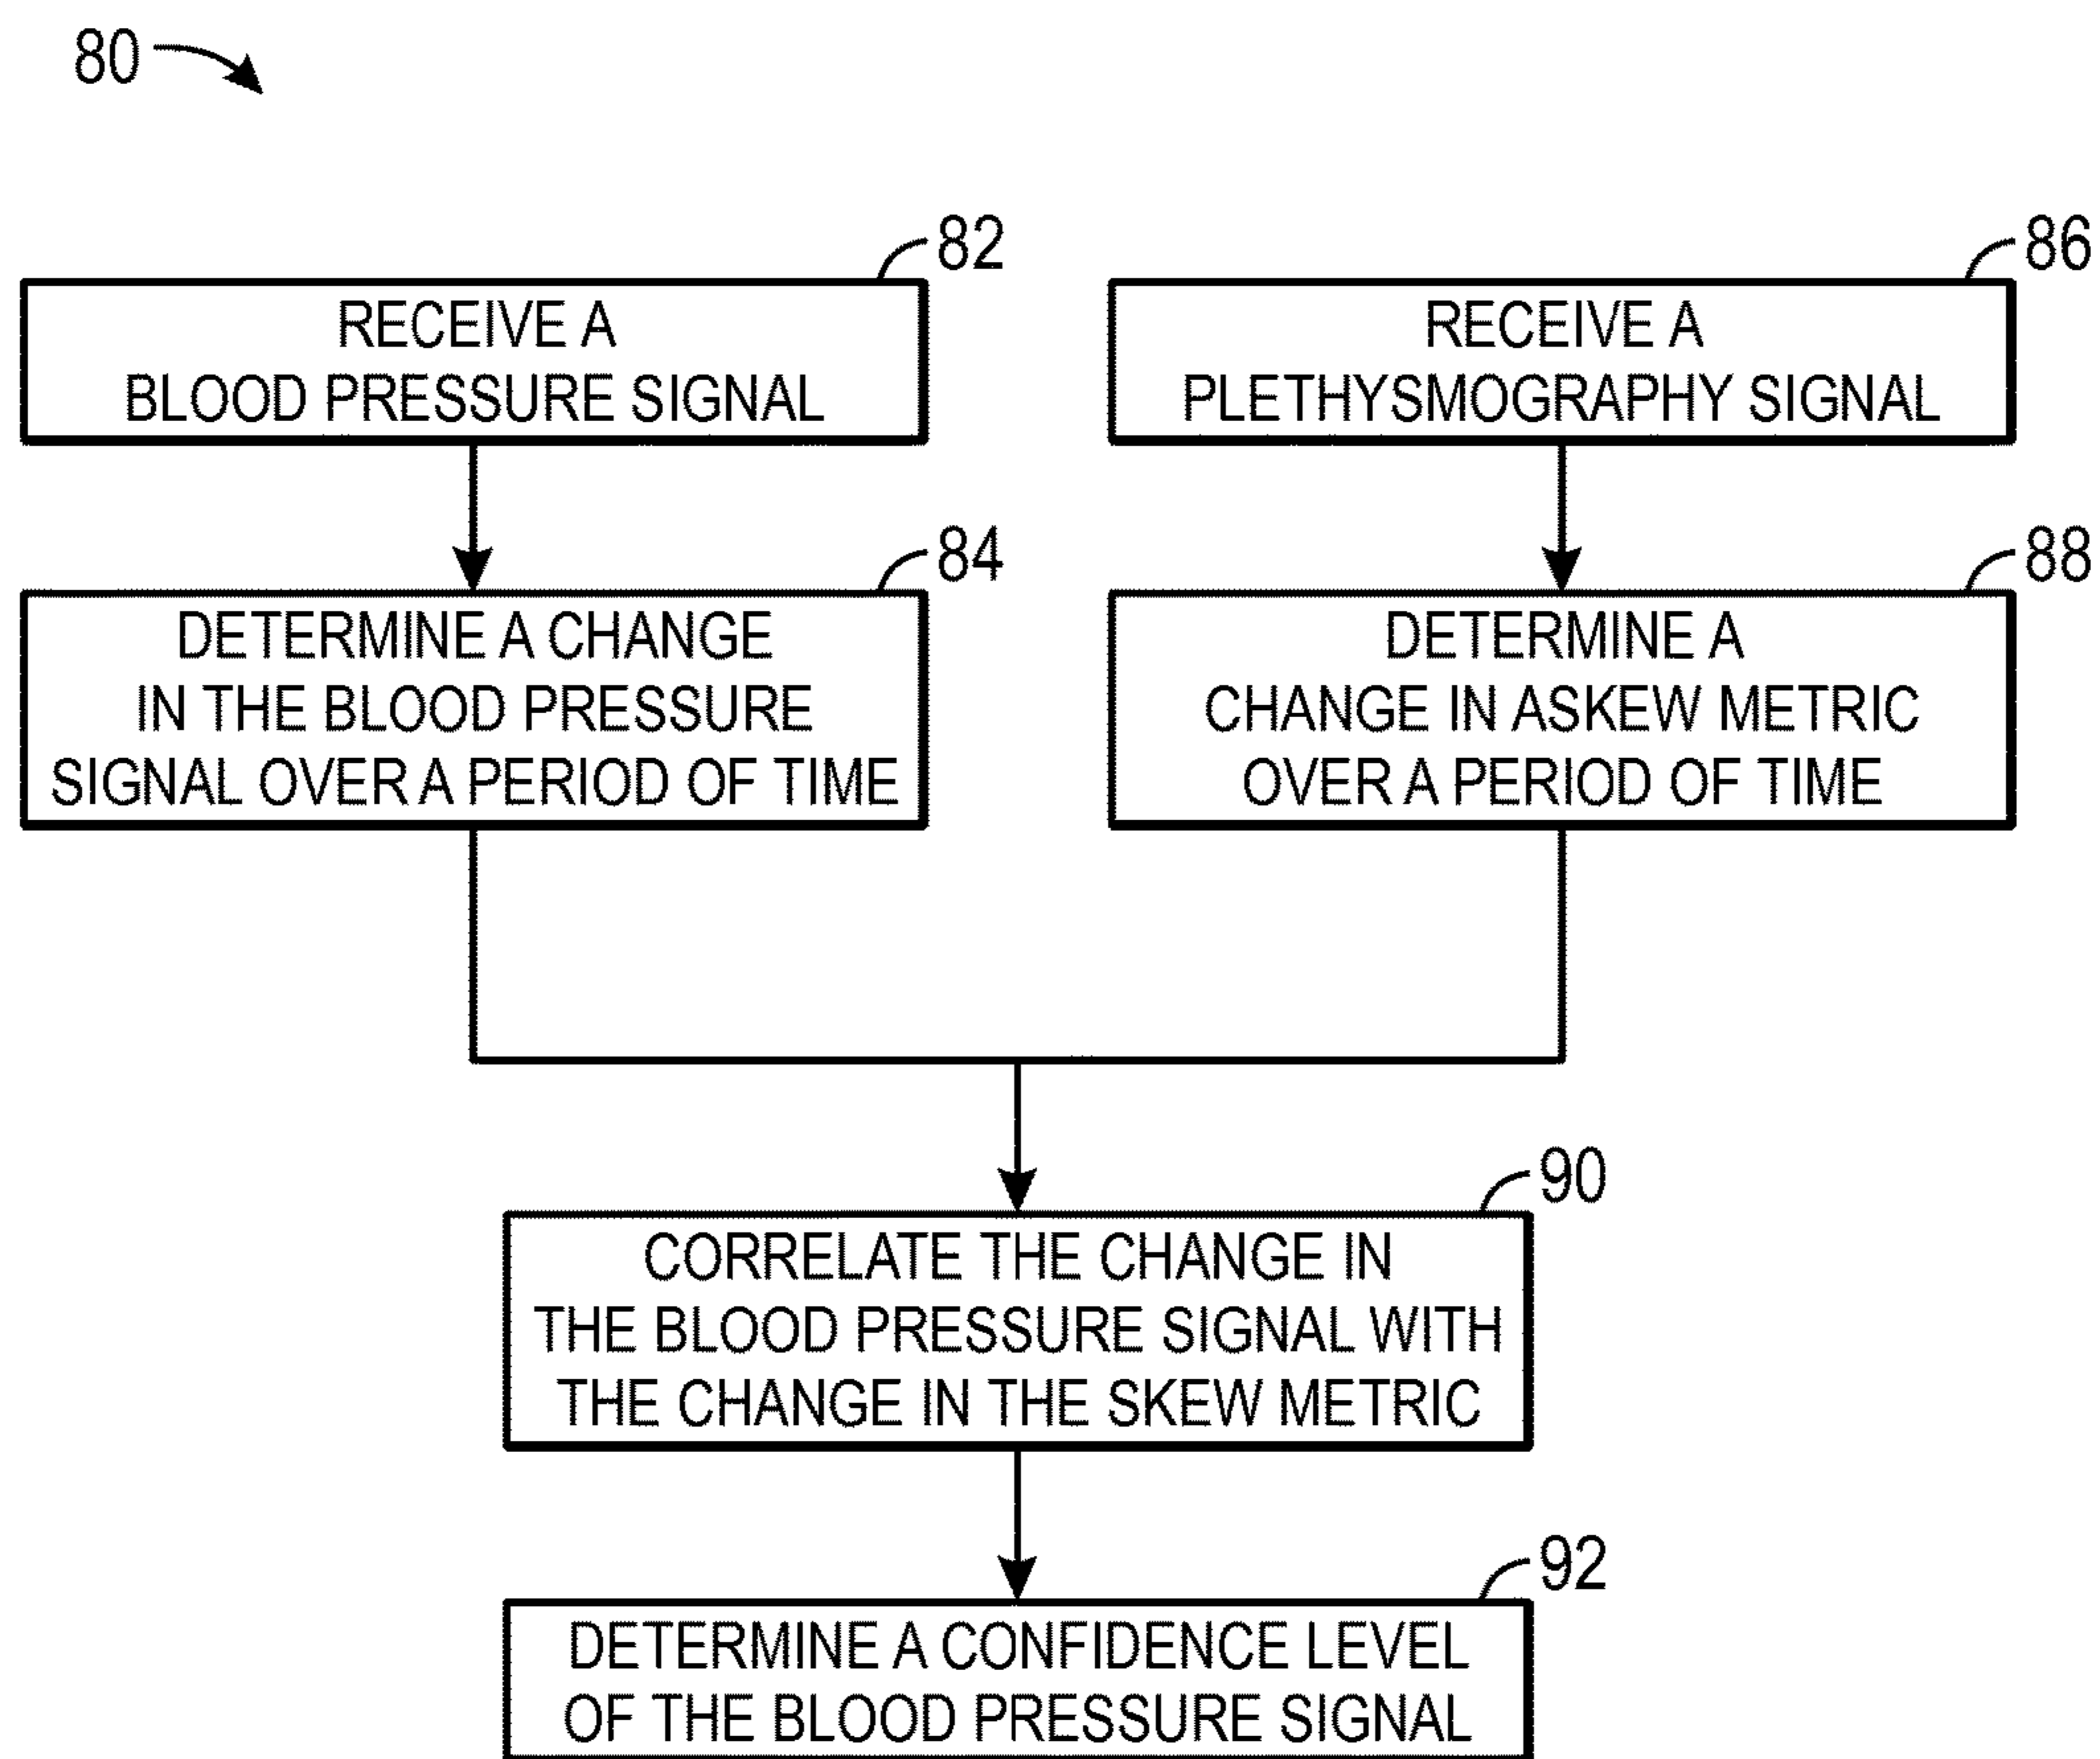 80
82
RECEIVE A
BLOOD PRESSURE SIGNAL
86
RECEIVE A
PLETHYSMOGRAPHY SIGNAL
84
DETERMINE A CHANGE
IN THE BLOOD PRESSURE
SIGNAL OVER A PERIOD OF TIME
88
DETERMINE A
CHANGE IN ASKEW METRIC
OVER A PERIOD OF TIME
90
CORRELATE THE CHANGE IN
THE BLOOD PRESSURE SIGNAL WITH
THE CHANGE IN THE SKEW METRIC
92
DETERMINE A CONFIDENCE LEVEL
OF THE BLOOD PRESSURE SIGNAL